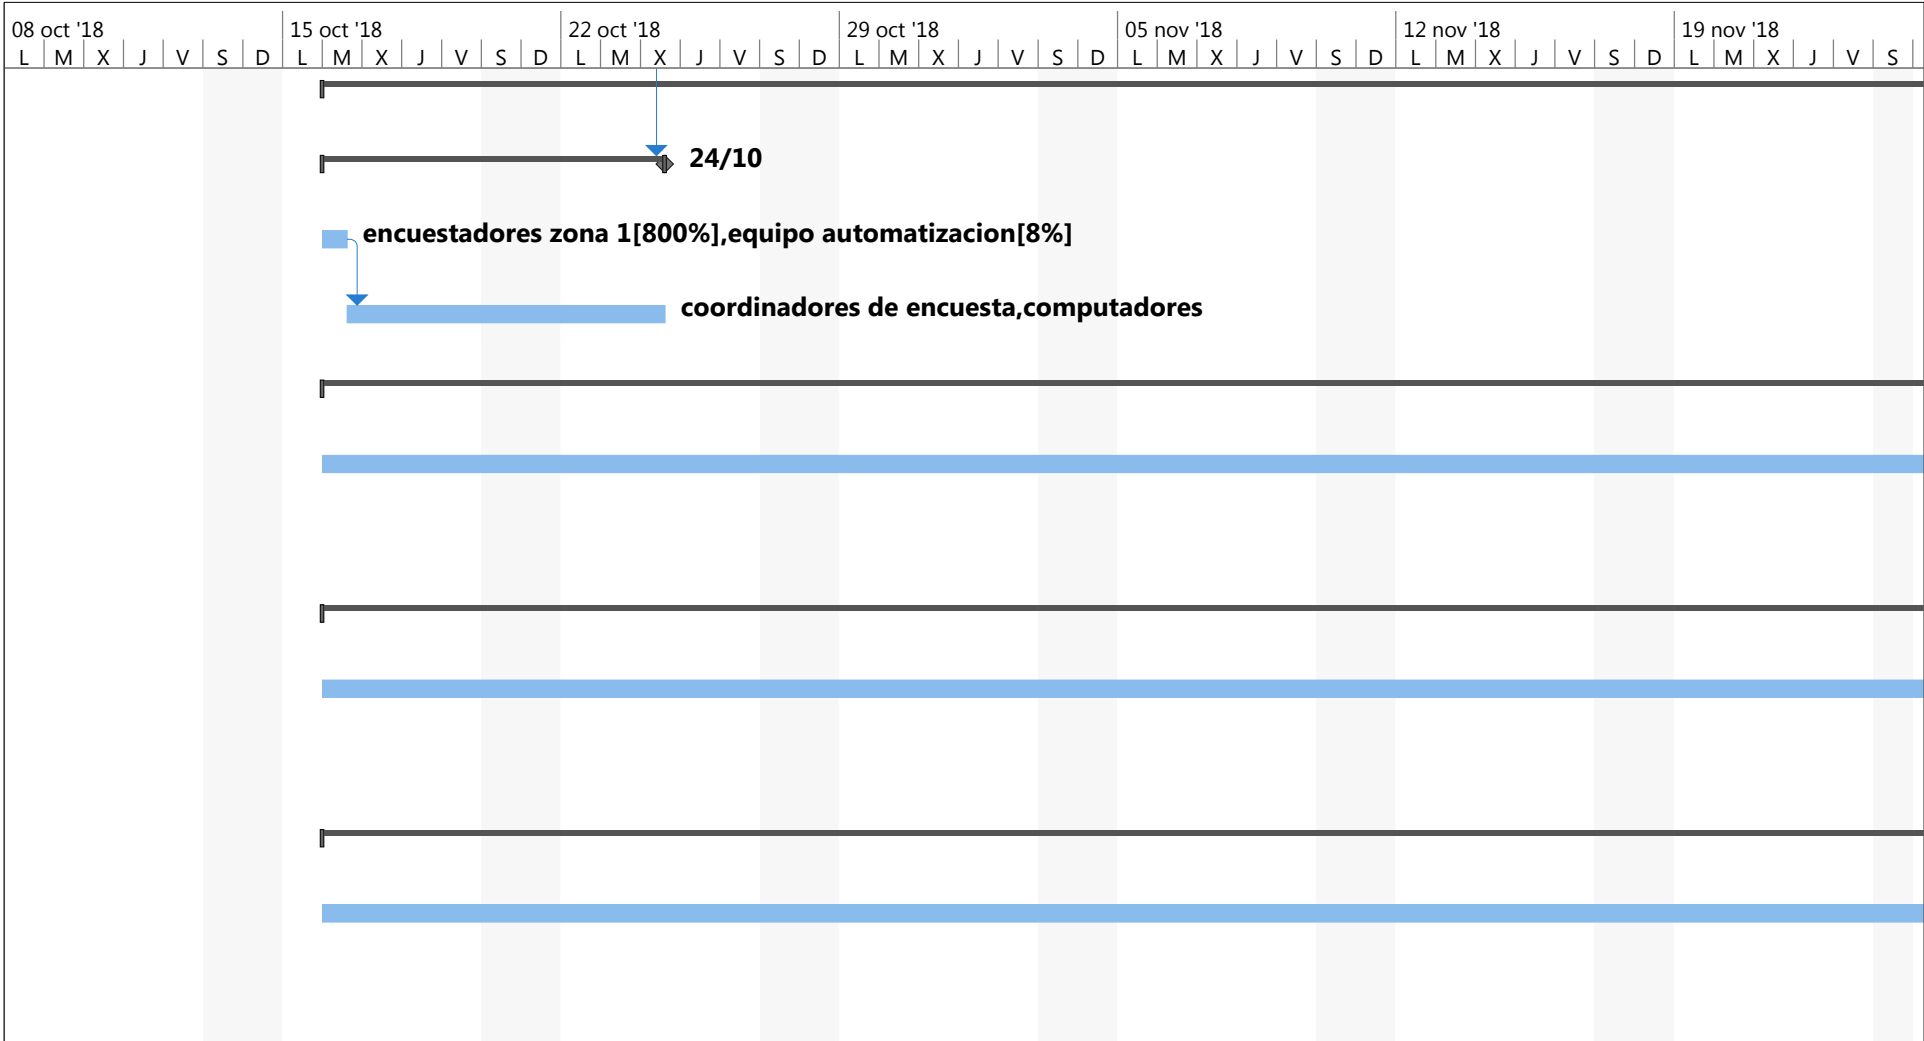 08 oct '18 15 oct '18 22 oct '18 29 oct '18 05 nov '18 12 nov '18 19 nov '18
L M X J V S D L M X J V S D L M X J V S D L M X J V S D L M X J V S D L M X J V S D L M X J V S
24/10
encuestadores zona 1[800%],equipo automatizacion[8%]
coordinadores de encuesta,computadores